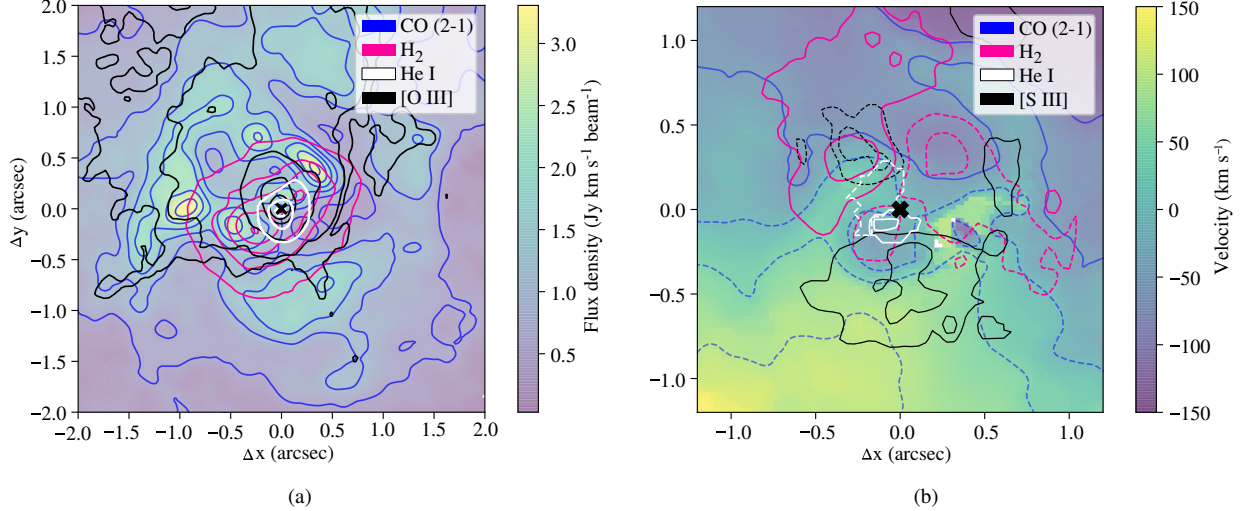 CO (2-1)
H₂
He I
[O III]
2.0
1.5
1.0
0.5
0.0
−0.5
−1.0
−1.5
−2.0
Δy (arcsec)
−2.0 −1.5 −1.0 −0.5 0.0 0.5 1.0 1.5 2.0
Δx (arcsec)
3.0
2.5
2.0
1.5
1.0
0.5
Flux density (Jy km s⁻¹ beam⁻¹)
(a)
CO (2-1)
H₂
He I
[S III]
1.0
0.5
0.0
−0.5
−1.0
Δy (arcsec)
−1.0 −0.5 0.0 0.5 1.0
Δx (arcsec)
150
100
50
0
−50
−100
−150
Velocity (km s⁻¹)
(b)